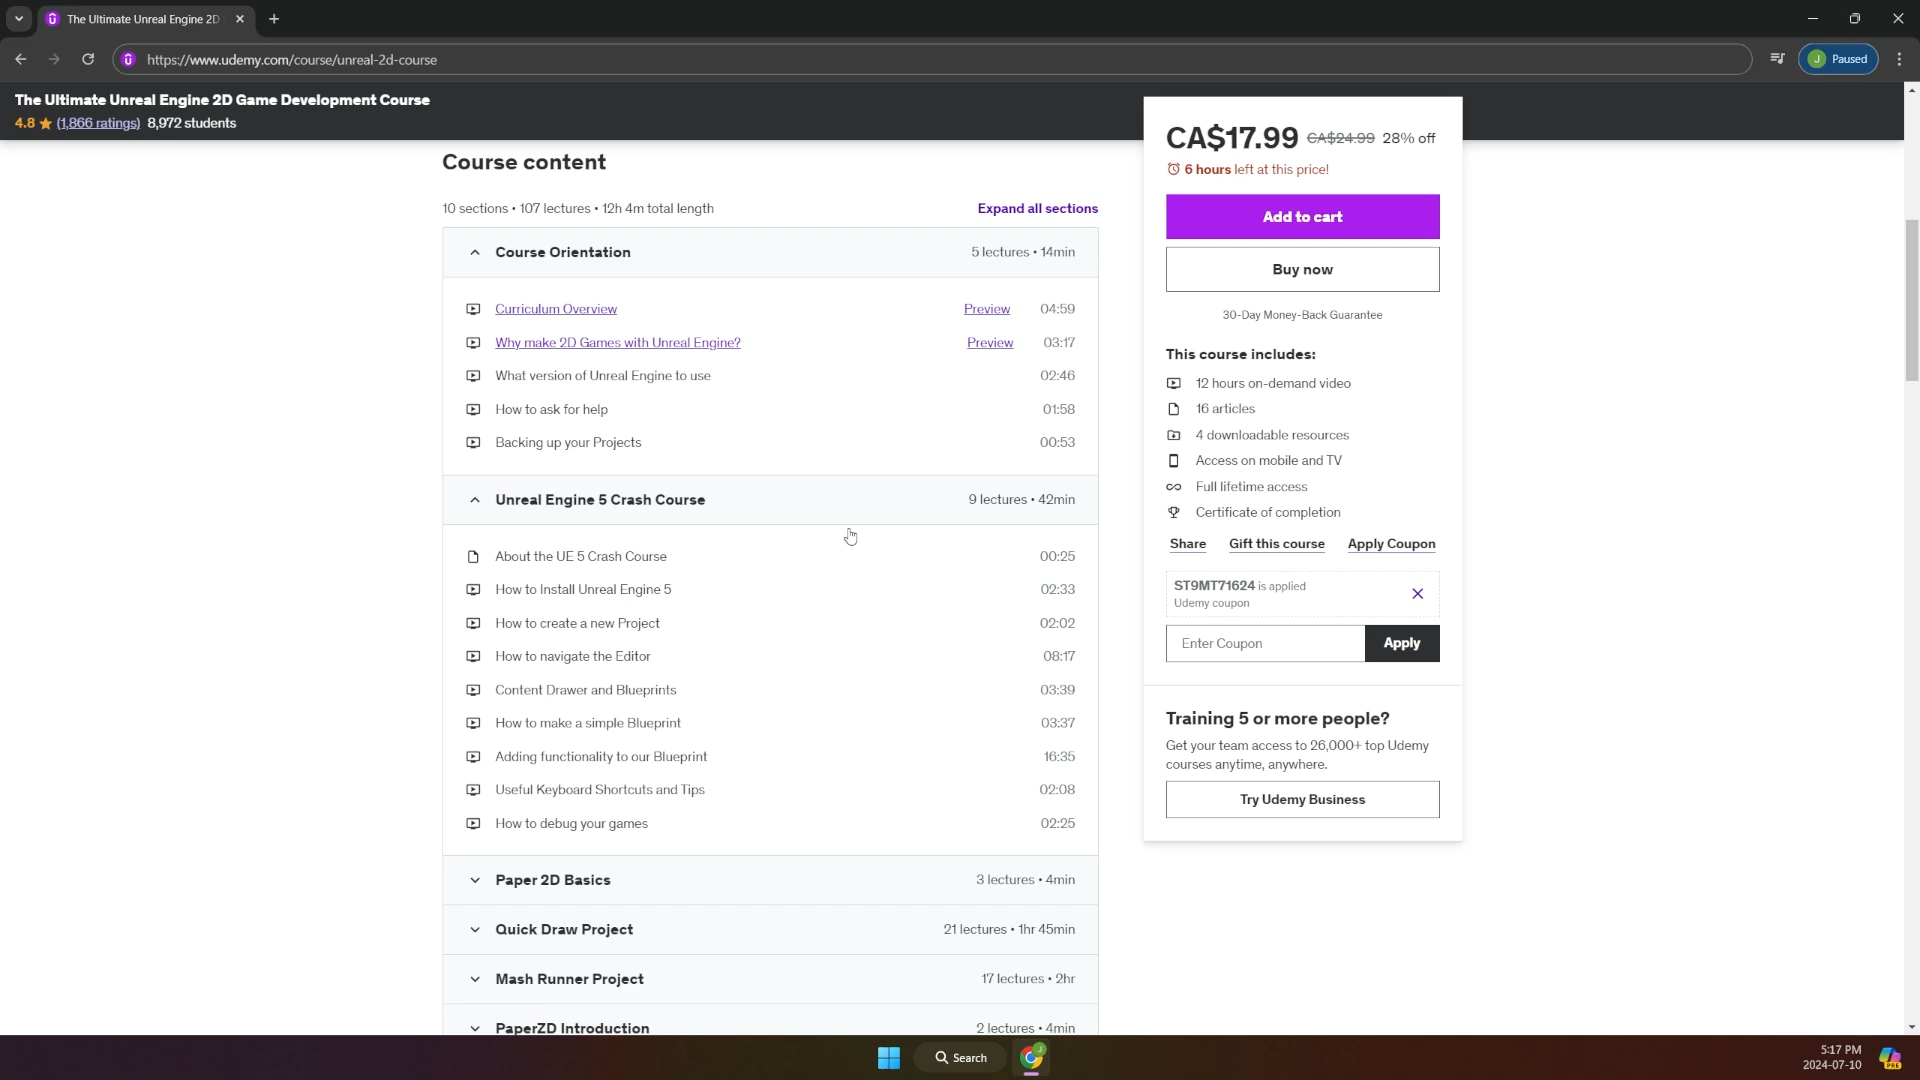 The Ultimate Unreal Engine 2D
https://www.udemy.com/course/unreal-2d-course
J Paused
The Ultimate Unreal Engine 2D Game Development Course
4.8 (1,866 ratings) 8,972 students
Course content
10 sections • 107 lectures • 12h 4m total length Expand all sections
Course Orientation 5 lectures • 14min
Curriculum Overview Preview 04:59
Why make 2D Games with Unreal Engine? Preview 03:17
What version of Unreal Engine to use 02:46
How to ask for help 01:58
Backing up your Projects 00:53
Unreal Engine 5 Crash Course 9 lectures • 42min
About the UE 5 Crash Course 00:25
How to Install Unreal Engine 5 02:33
How to create a new Project 02:02
How to navigate the Editor 08:17
Content Drawer and Blueprints 03:39
How to make a simple Blueprint 03:37
Adding functionality to our Blueprint 16:35
Useful Keyboard Shortcuts and Tips 02:08
How to debug your games 02:25
Paper 2D Basics 3 lectures • 4min
Quick Draw Project 21 lectures • 1hr 45min
Mash Runner Project 17 lectures • 2hr
PaperZD Introduction 2 lectures • 4min
CA$17.99 CA$24.99 28% off
6 hours left at this price!
Add to cart
Buy now
30-Day Money-Back Guarantee
This course includes:
12 hours on-demand video
16 articles
4 downloadable resources
Access on mobile and TV
Full lifetime access
Certificate of completion
Share Gift this course Apply Coupon
ST9MT71624 is applied
Udemy coupon
Enter Coupon Apply
Training 5 or more people?
Get your team access to 26,000+ top Udemy
courses anytime, anywhere.
Try Udemy Business
Search
J
5:17 PM
2024-07-10
PRE